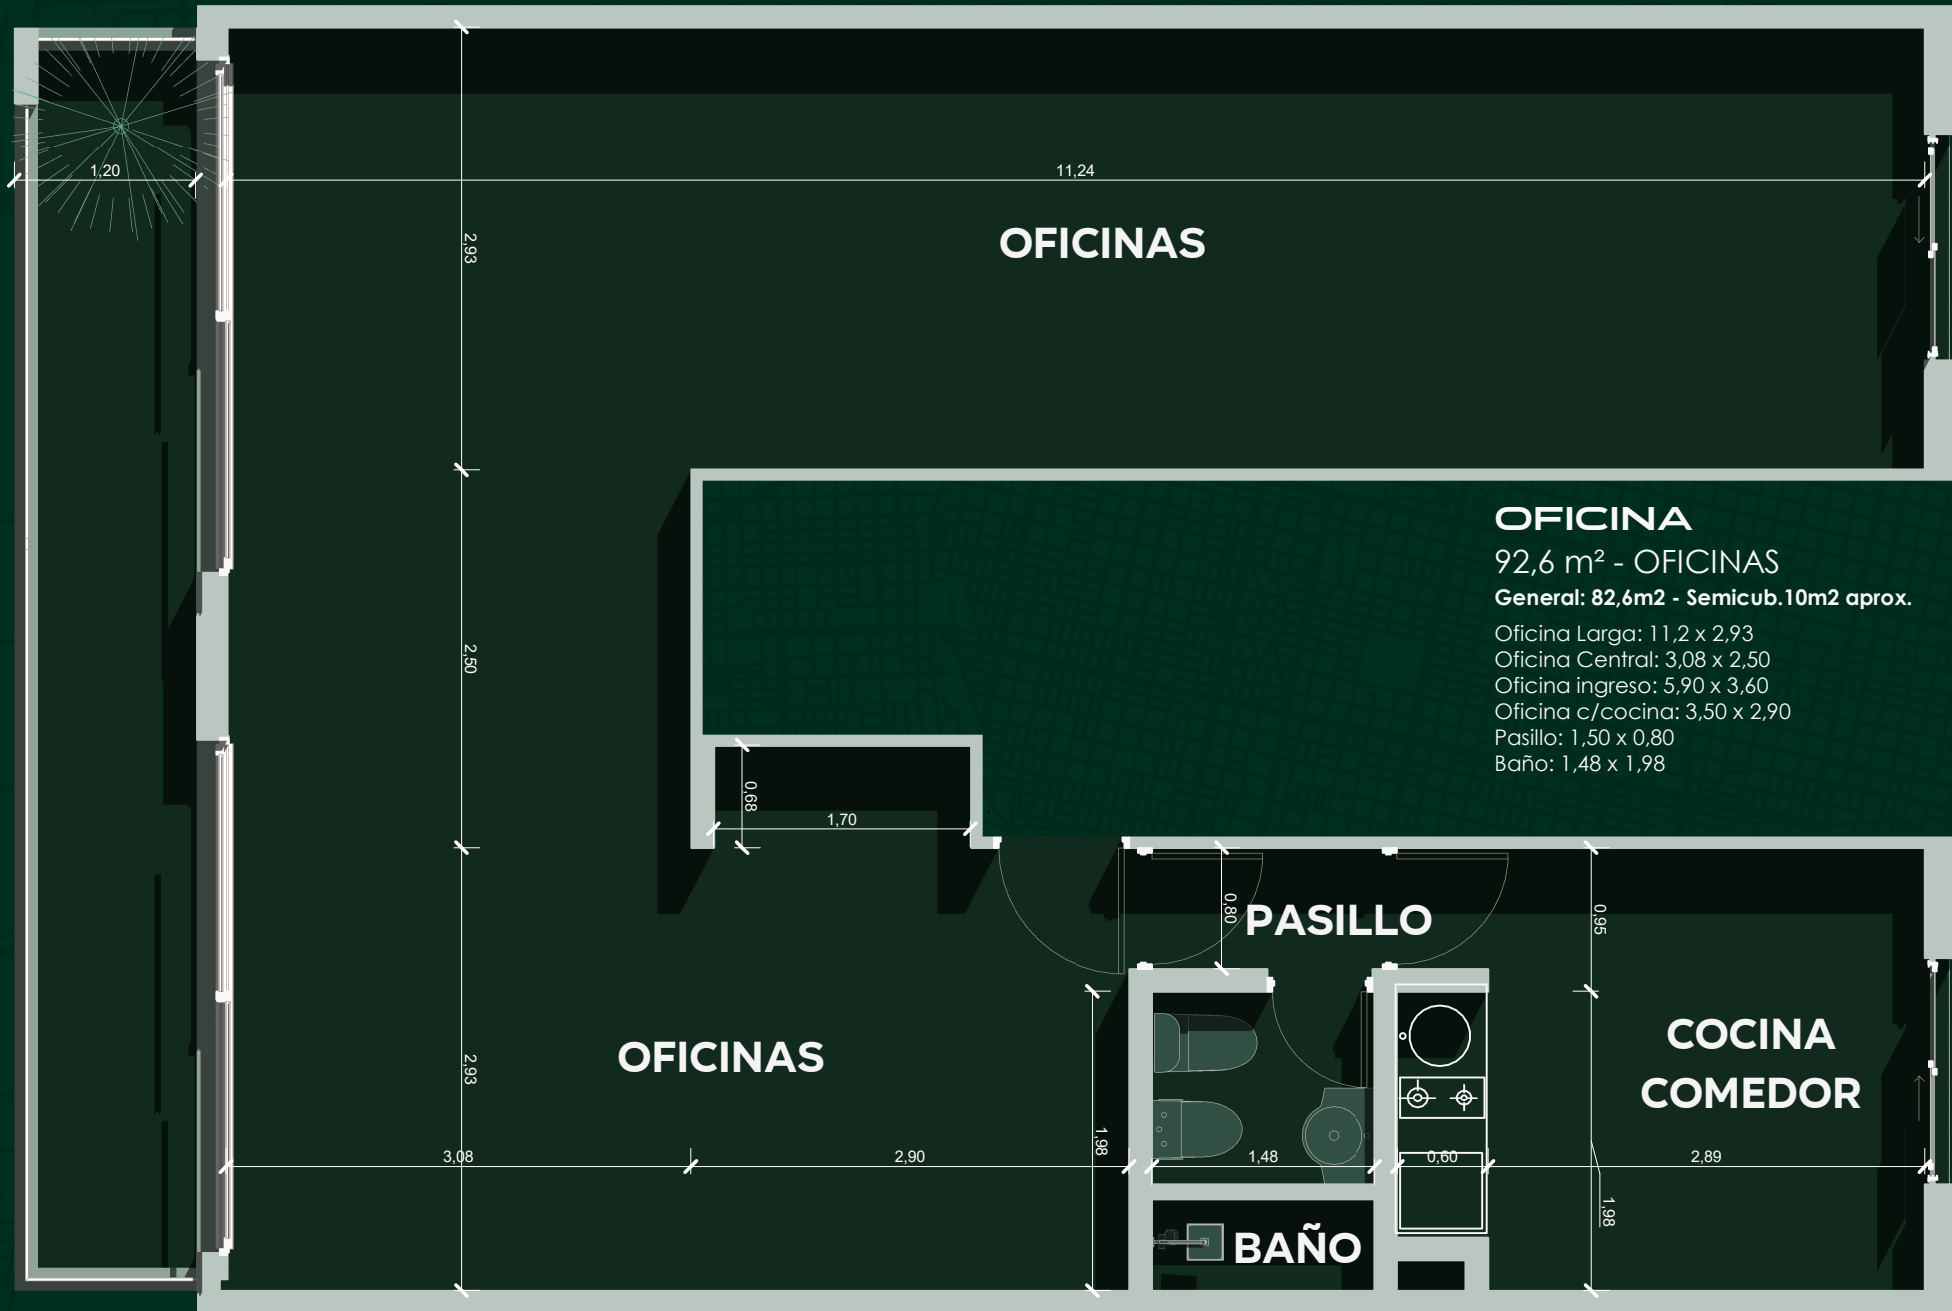 1,20
11,24
OFICINAS
2,93
OFICINA
92,6 m² - OFICINAS
General: 82,6m2 - Semicub.10m2 aprox.
Oficina Larga: 11,2 x 2,93
Oficina Central: 3,08 x 2,50
Oficina ingreso: 5,90 x 3,60
Oficina c/cocina: 3,50 x 2,90
Pasillo: 1,50 x 0,80
Baño: 1,48 x 1,98
2,50
0,68
1,70
0,80
PASILLO
0,95
OFICINAS
2,93
COCINA
COMEDOR
1,98
3,08
2,90
1,48
0,60
2,89
1,98
BAÑO